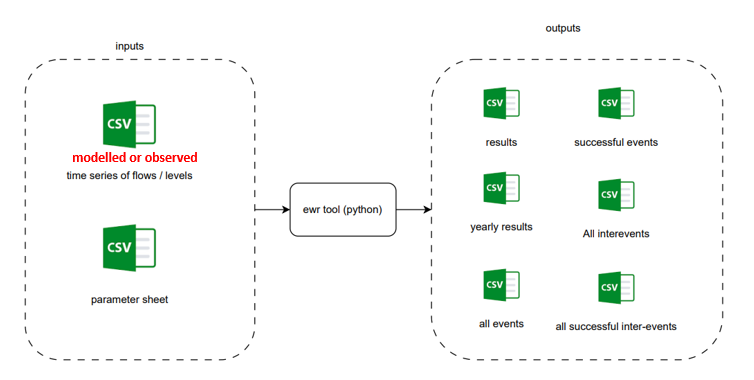 inputs
outputs
CSV
modelled or observed
time series of flows / levels
CSV
parameter sheet
ewr tool (python)
CSV
results
CSV
successful events
CSV
yearly results
CSV
All interevents
CSV
all events
CSV
all successful inter-events